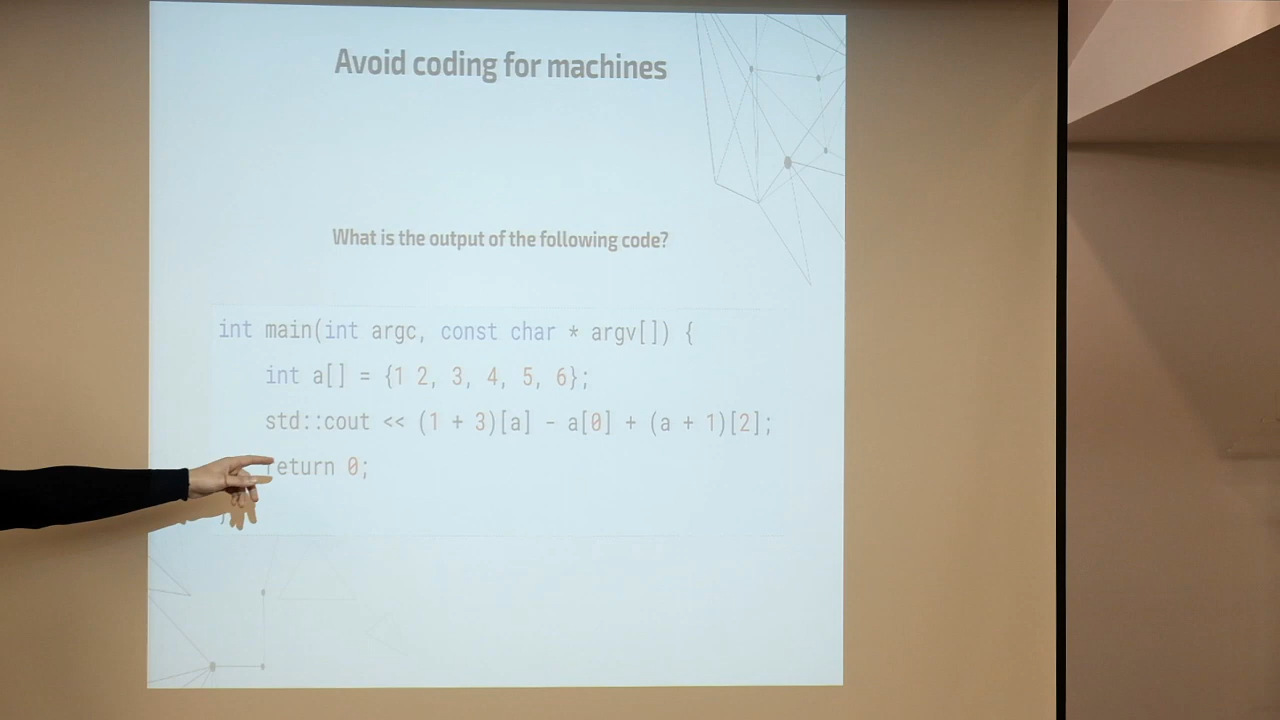 Avoid coding for machines
What is the output of the following code?
int main(int argc, const char * argv[]) {
int a[] = {1 2, 3, 4, 5, 6};
std::cout << (1 + 3)[a] - a[0] + (a + 1)[2];
return 0;
}